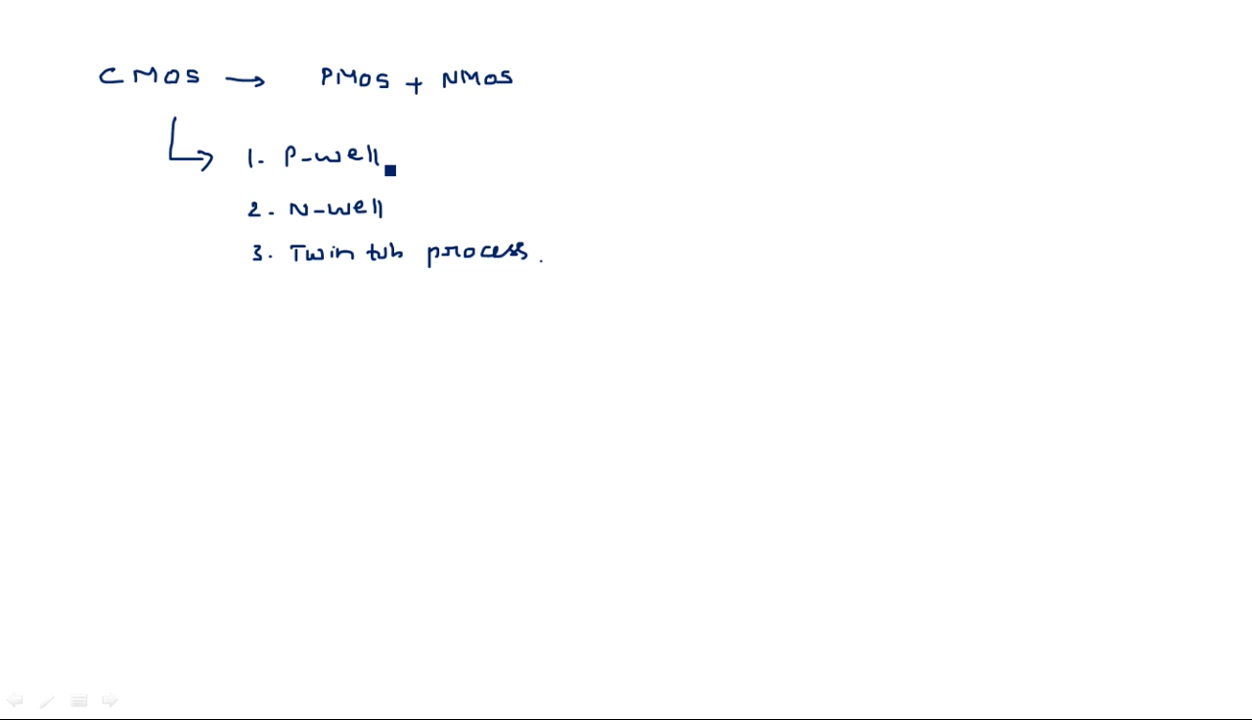 CMOS → PMOS + NMOS
1. P-well
2. N-well
3. Twin tub process.